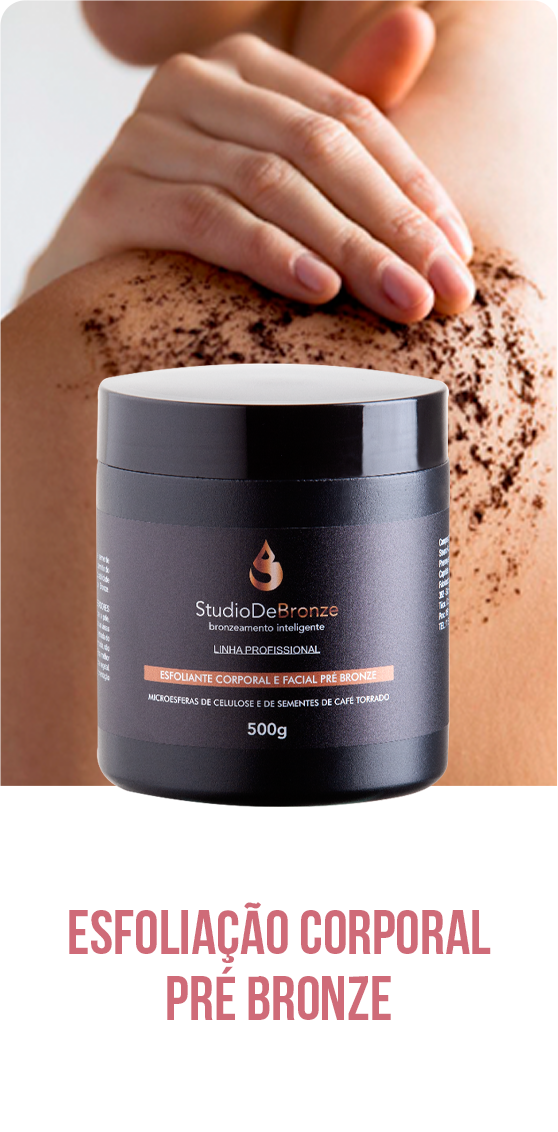 StudioDeBronze
bronzeamento inteligente
LINHA PROFISSIONAL
ESFOLIANTE CORPORAL E FACIAL PRÉ BRONZE
MICROESFERAS DE CELULOSE E DE SEMENTES DE CAFÉ TORRADO
500g
ESFOLIAÇÃO CORPORAL
PRÉ BRONZE